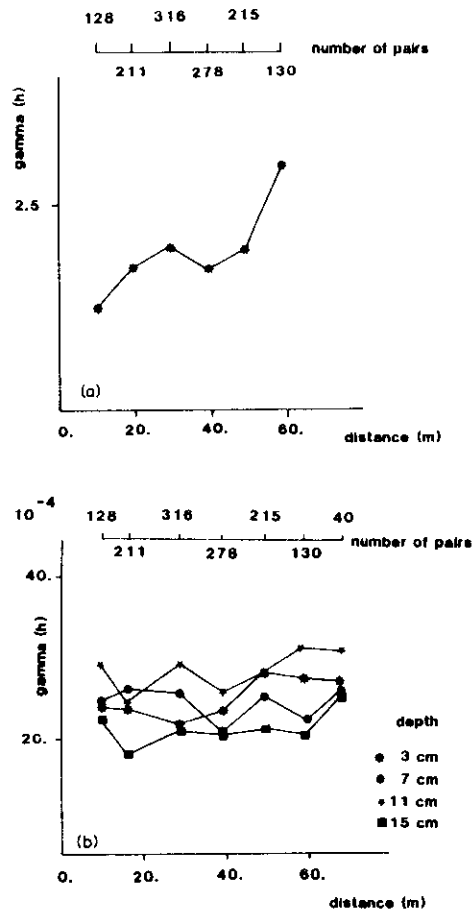 128 316 215
number of pairs
211 278 130
gamma (h)
2.5
(a)
0. 20. 40. 60.
distance (m)
10 -4
128 316 215 40
number of pairs
211 278 130
40.
gamma (h)
20.
depth
3 cm
7 cm
11 cm
15 cm
(b)
0. 20. 40. 60.
distance (m)